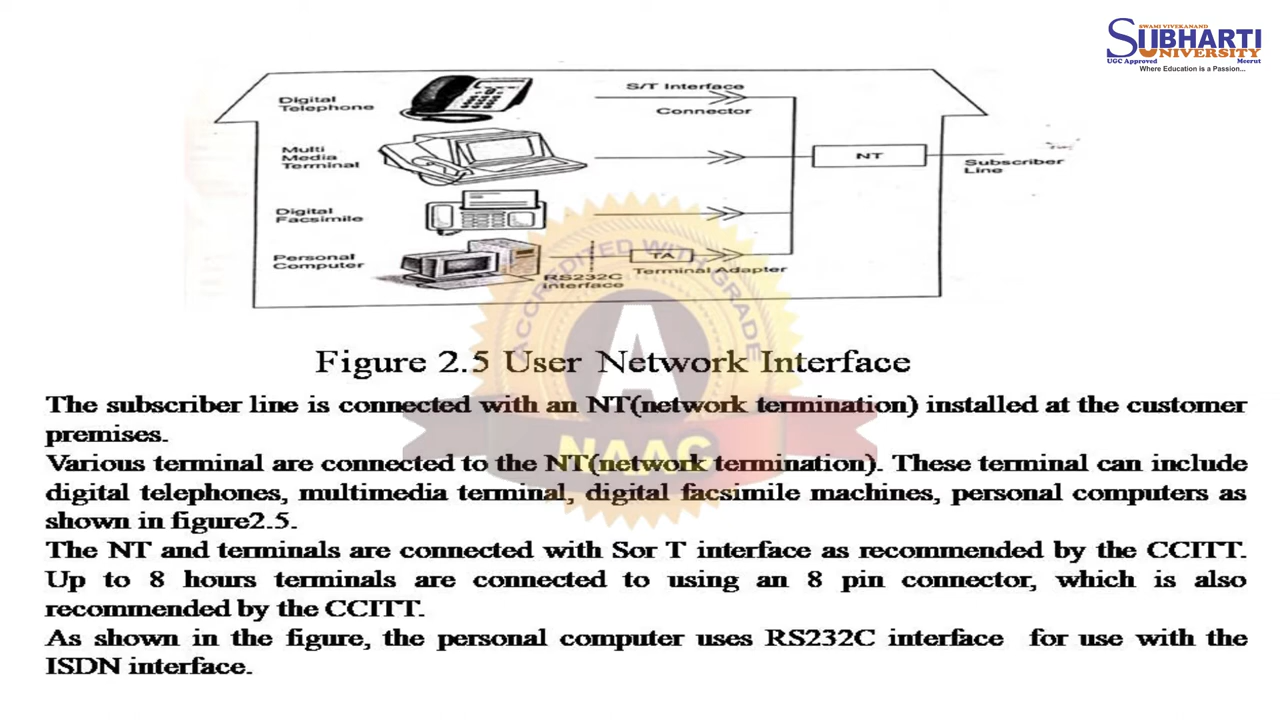 SWAMI VIVEKANAND
SUBHARTI
UNIVERSITY
UGC Approved Meerut
Where Education is a Passion...
Digital
Telephone
S/T Interface
Connector
Multi
Media
Terminal
NT
Subscriber
Line
Digital
Facsimile
Personal
Computer
TA
Terminal Adapter
RS232C
interface
ACCREDITED WITH GRADE
A
NAAC
Figure 2.5 User Network Interface
The subscriber line is connected with an NT(network termination) installed at the customer
premises.
Various terminal are connected to the NT(network termination). These terminal can include
digital telephones, multimedia terminal, digital facsimile machines, personal computers as
shown in figure2.5.
The NT and terminals are connected with Sor T interface as recommended by the CCITT.
Up to 8 hours terminals are connected to using an 8 pin connector, which is also
recommended by the CCITT.
As shown in the figure, the personal computer uses RS232C interface for use with the
ISDN interface.